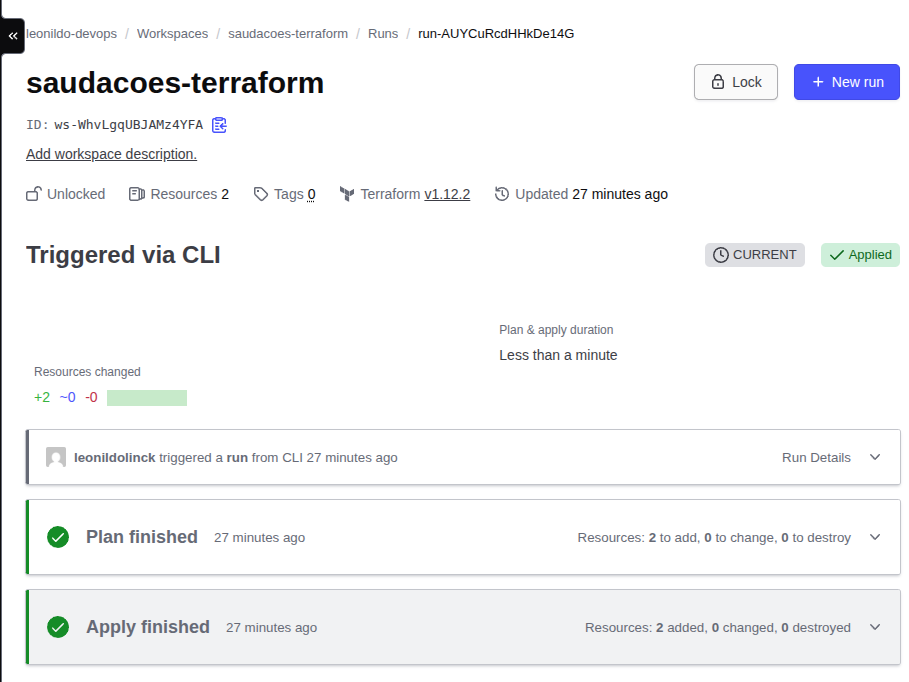 leonildo-devops / Workspaces / saudacoes-terraform / Runs / run-AUYCuRcdHHkDe14G
saudacoes-terraform
Lock
+ New run
ID: ws-WhvLgqUBJAMz4YFA
Add workspace description.
Unlocked Resources 2 Tags 0 Terraform v1.12.2 Updated 27 minutes ago
Triggered via CLI
CURRENT
Applied
Plan & apply duration
Less than a minute
Resources changed
+2 ~0 -0
leonildolinck triggered a run from CLI 27 minutes ago Run Details
Plan finished 27 minutes ago Resources: 2 to add, 0 to change, 0 to destroy
Apply finished 27 minutes ago Resources: 2 added, 0 changed, 0 destroyed